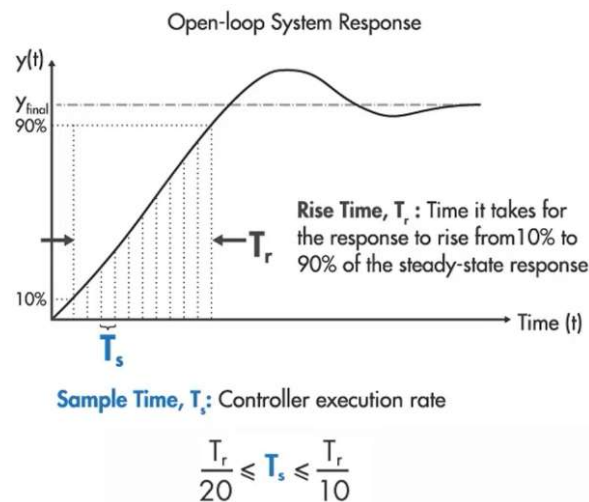 Open-loop System Response
y(t)
y_final
90%
Rise Time, T_r : Time it takes for
the response to rise from10% to
90% of the steady-state response
T_r
10%
Time (t)
T_s
Sample Time, T_s: Controller execution rate
T_r/20 ⩽ T_s ⩽ T_r/10